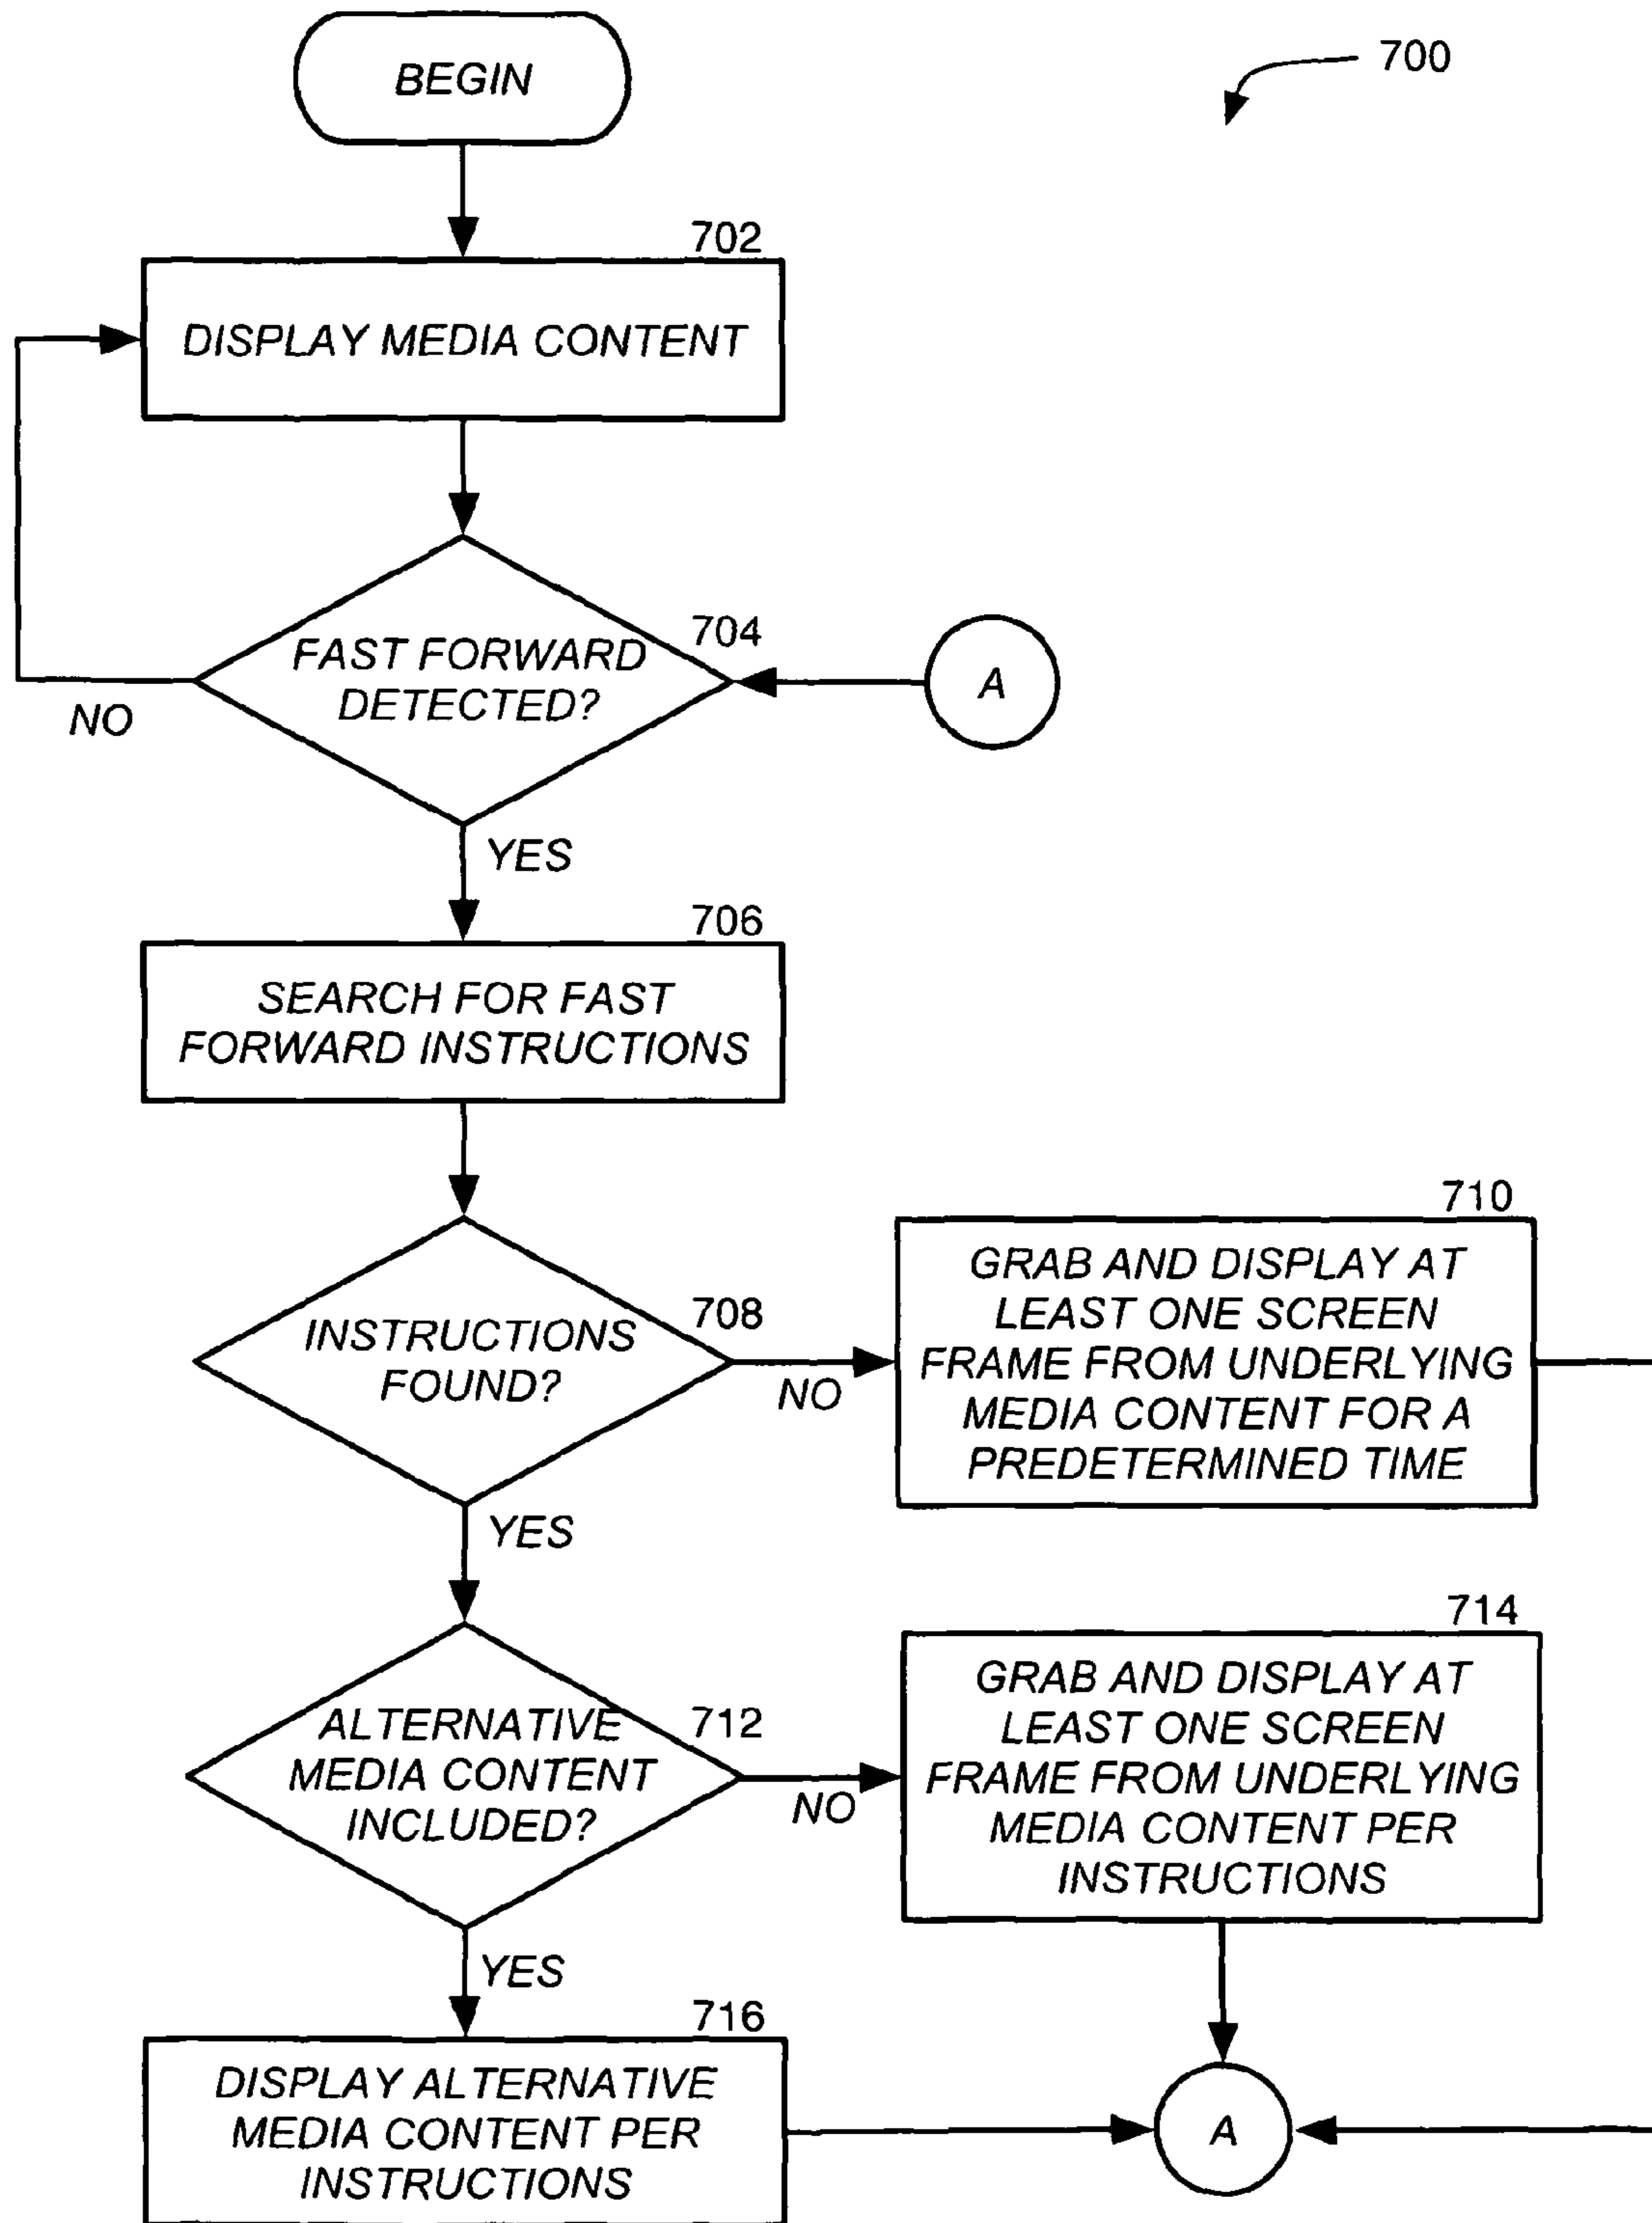 BEGIN
700
702
DISPLAY MEDIA CONTENT
704
FAST FORWARD
DETECTED?
A
NO
YES
706
SEARCH FOR FAST
FORWARD INSTRUCTIONS
708
INSTRUCTIONS
FOUND?
NO
710
GRAB AND DISPLAY AT
LEAST ONE SCREEN
FRAME FROM UNDERLYING
MEDIA CONTENT FOR A
PREDETERMINED TIME
YES
712
ALTERNATIVE
MEDIA CONTENT
INCLUDED?
NO
714
GRAB AND DISPLAY AT
LEAST ONE SCREEN
FRAME FROM UNDERLYING
MEDIA CONTENT PER
INSTRUCTIONS
YES
716
DISPLAY ALTERNATIVE
MEDIA CONTENT PER
INSTRUCTIONS
A